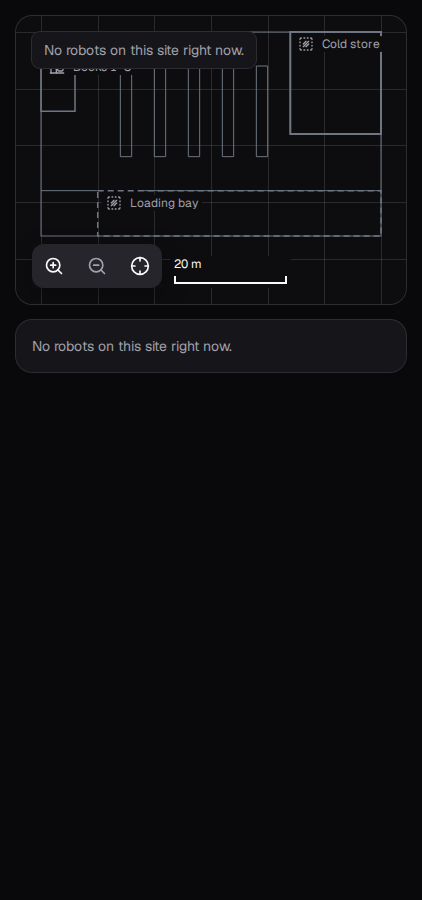 No robots on this site right now.
Cold store
Loading bay
20 m
No robots on this site right now.